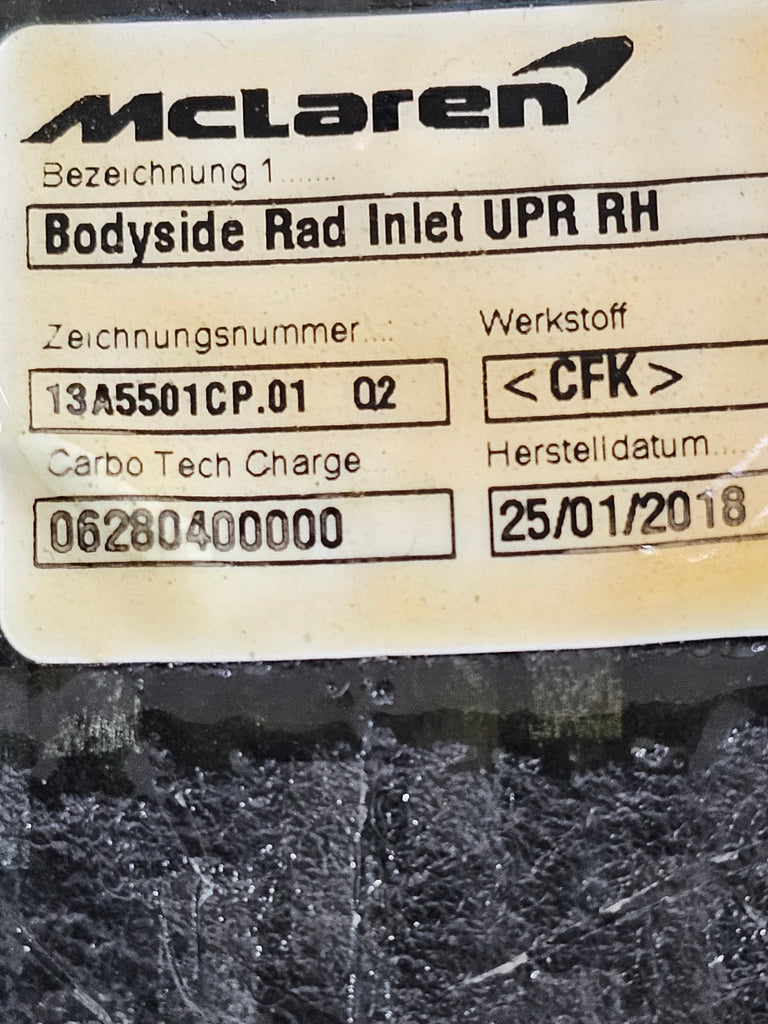 McLaren
Bezeichnung 1........
Bodyside Rad Inlet UPR RH
Zeichnungsnummer....:
Werkstoff
13A5501CP.01 Q2
<CFK>
Carbo Tech Charge
Herstelldatum....
06280400000
25/01/2018